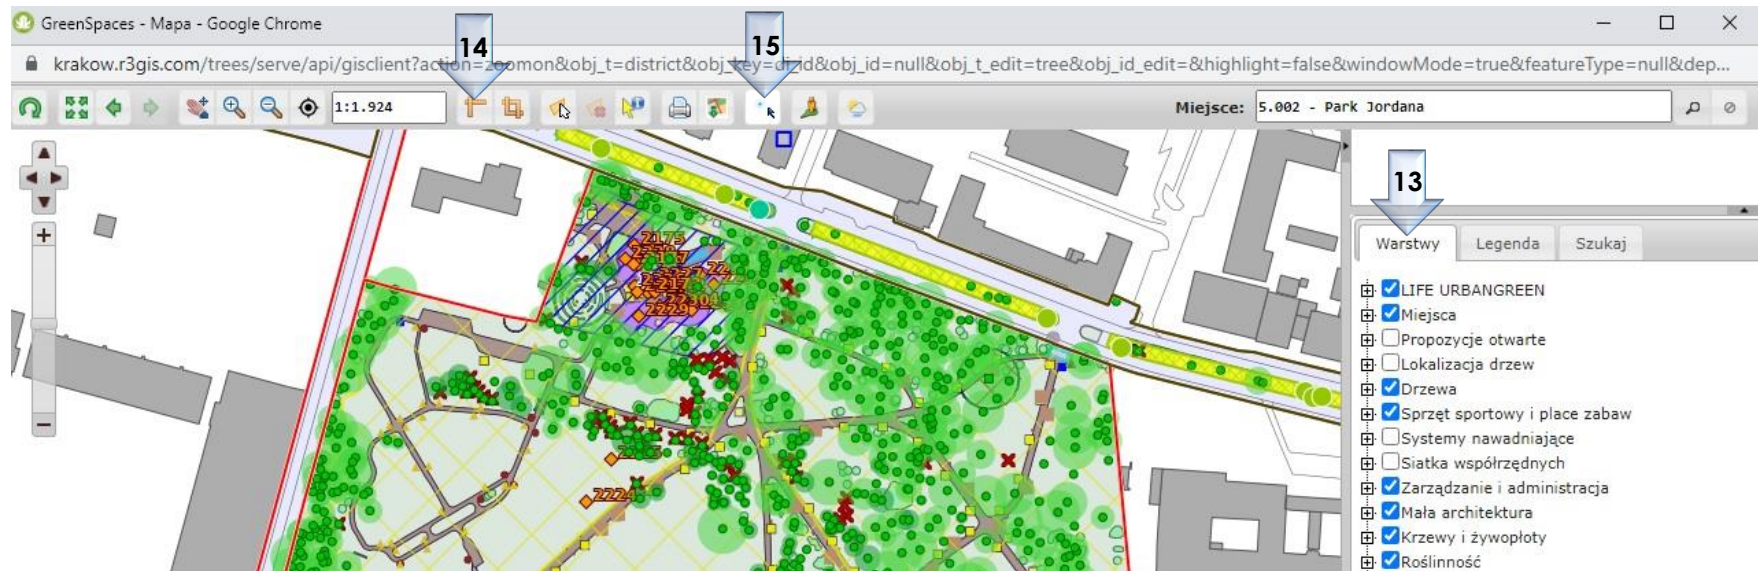 GreenSpaces - Mapa - Google Chrome
14
15
krakow.r3gis.com/trees/serve/api/gisclient?action=zoomon&obj_t=district&obj_key=di_id&obj_id=null&obj_t_edit=tree&obj_id_edit=&highlight=false&windowMode=true&featureType=null&dep...
1:1.924
Miejsce: 5.002 - Park Jordana
13
Warstwy Legenda Szukaj
2175
2229
2224
LIFE URBANGREEN
Miejsca
Propozycje otwarte
Lokalizacja drzew
Drzewa
Sprzęt sportowy i place zabaw
Systemy nawadniające
Siatka współrzędnych
Zarządzanie i administracja
Mała architektura
Krzewy i żywopłoty
Roślinność